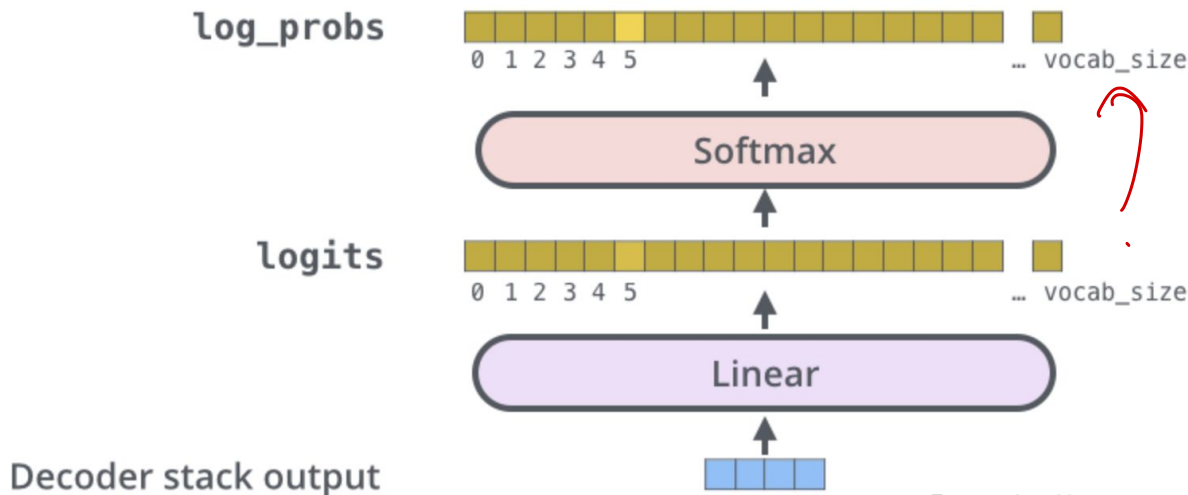 log_probs
0 1 2 3 4 5 … vocab_size
Softmax
logits
0 1 2 3 4 5 … vocab_size
Linear
Decoder stack output